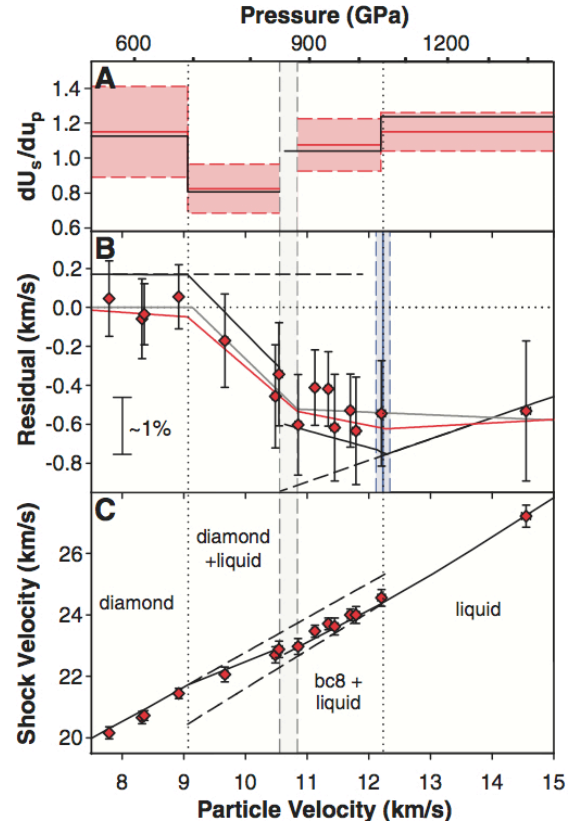 Pressure (GPa)
600 700 900 1200
A
dUs/dup
1.4
1.2
1.0
0.8
0.6
B
Residual (km/s)
0.2
0.0
-0.2
-0.4
-0.6
-0.8
~1%
C
Shock Velocity (km/s)
26
24
22
20
diamond
+liquid
diamond
liquid
bc8 +
liquid
8 9 10 11 12 13 14 15
Particle Velocity (km/s)